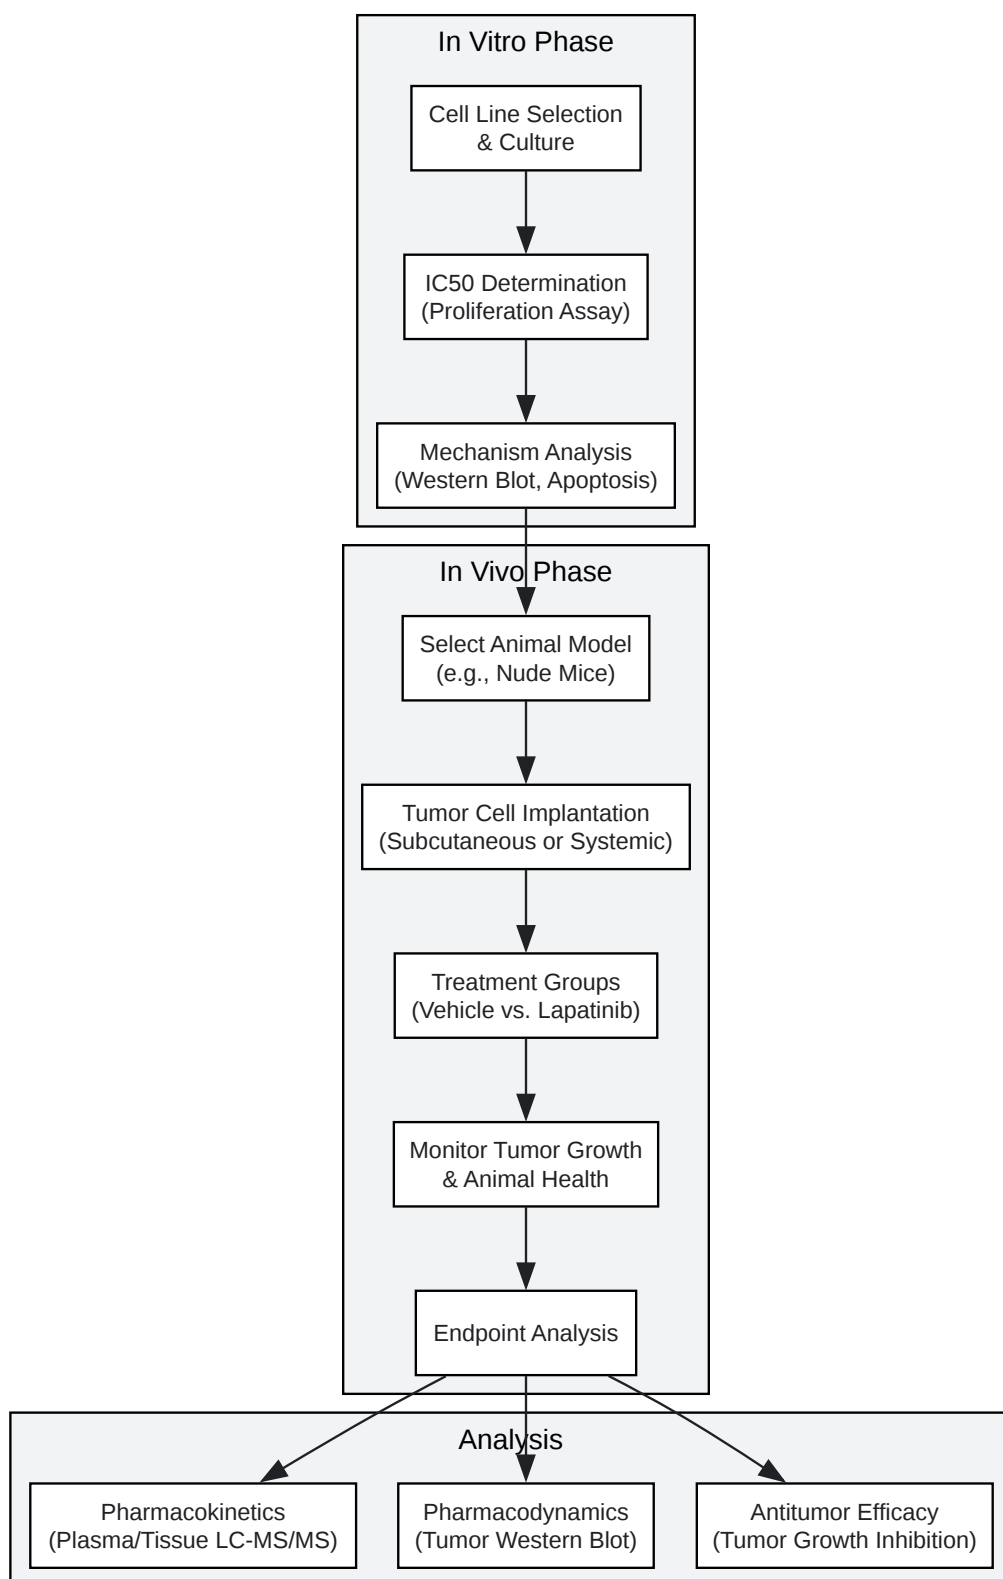 In Vitro Phase
Cell Line Selection
& Culture
IC50 Determination
(Proliferation Assay)
Mechanism Analysis
(Western Blot, Apoptosis)
In Vivo Phase
Select Animal Model
(e.g., Nude Mice)
Tumor Cell Implantation
(Subcutaneous or Systemic)
Treatment Groups
(Vehicle vs. Lapatinib)
Monitor Tumor Growth
& Animal Health
Endpoint Analysis
Analysis
Pharmacokinetics
(Plasma/Tissue LC-MS/MS)
Pharmacodynamics
(Tumor Western Blot)
Antitumor Efficacy
(Tumor Growth Inhibition)